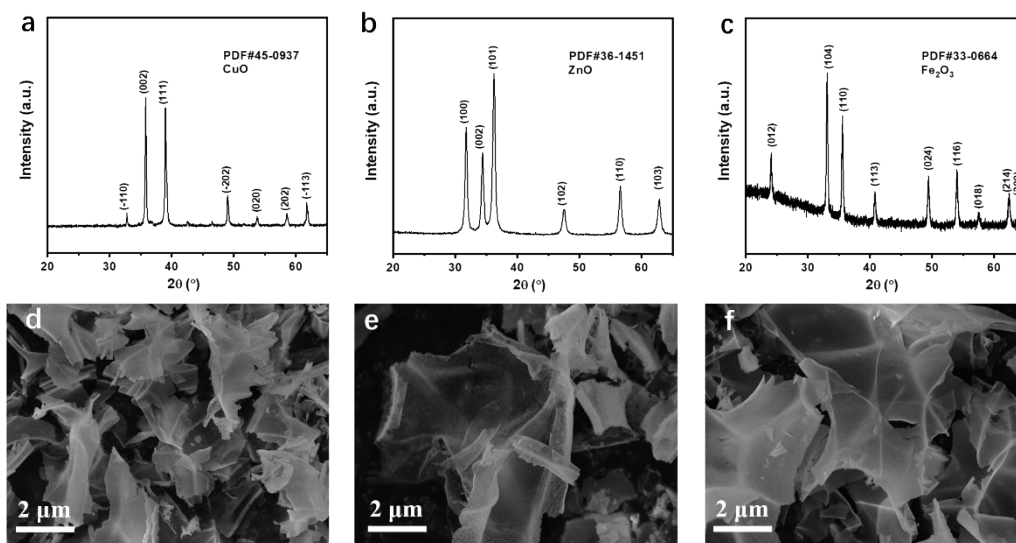 a
PDF#45-0937
CuO
(-110)
(002)
(111)
(-202)
(020)
(202)
(-113)
Intensity (a.u.)
20 30 40 50 60
2θ (°)
b
PDF#36-1451
ZnO
(100)
(002)
(101)
(102)
(110)
(103)
Intensity (a.u.)
20 30 40 50 60
2θ (°)
c
PDF#33-0664
Fe₂O₃
(012)
(104)
(110)
(113)
(024)
(116)
(018)
(214)
Intensity (a.u.)
20 30 40 50 60
2θ (°)
d
2 μm
e
2 μm
f
2 μm